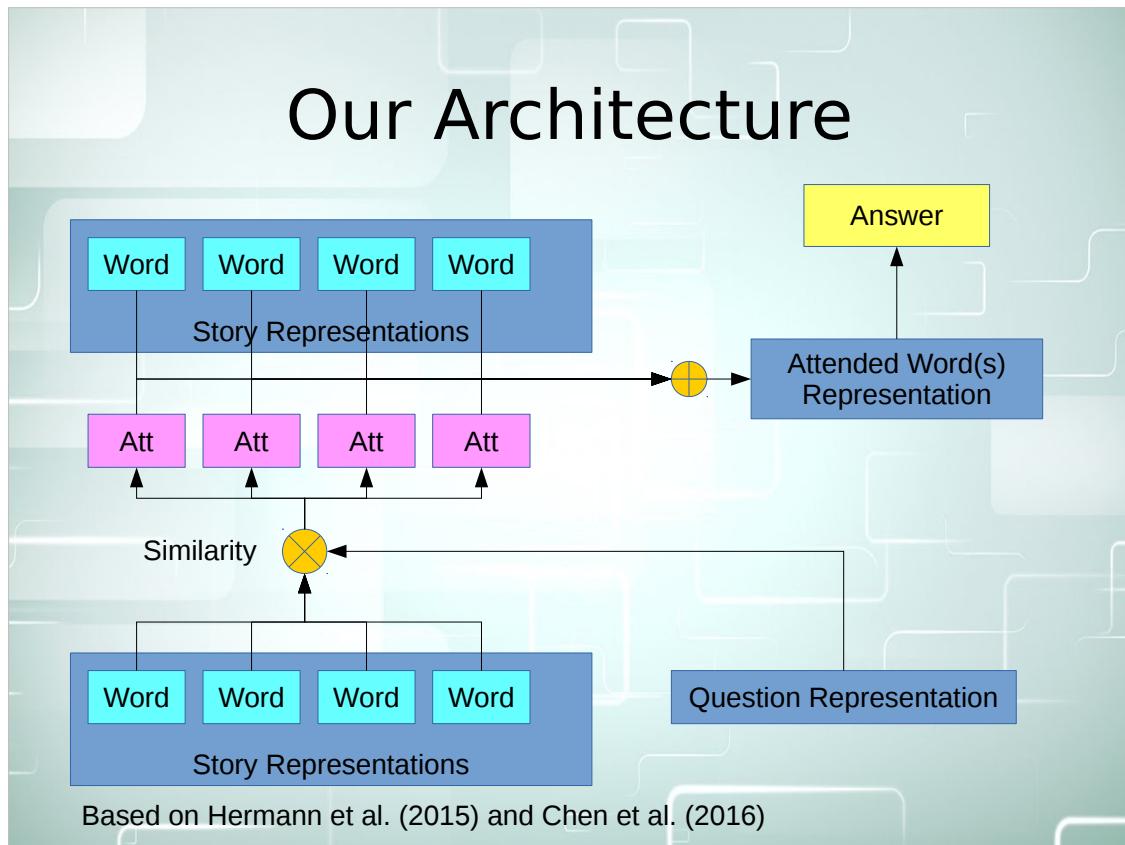 Our Architecture
Answer
Word Word Word Word
Story Representations
Attended Word(s)
Representation
Att Att Att Att
Similarity
Word Word Word Word
Question Representation
Story Representations
Based on Hermann et al. (2015) and Chen et al. (2016)